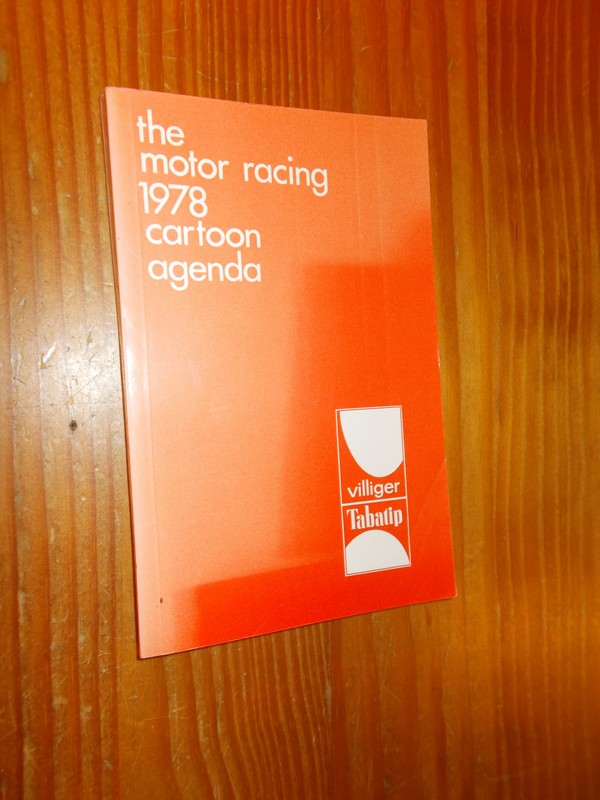 the
motor racing
1978
cartoon
agenda
villiger
Tabatip